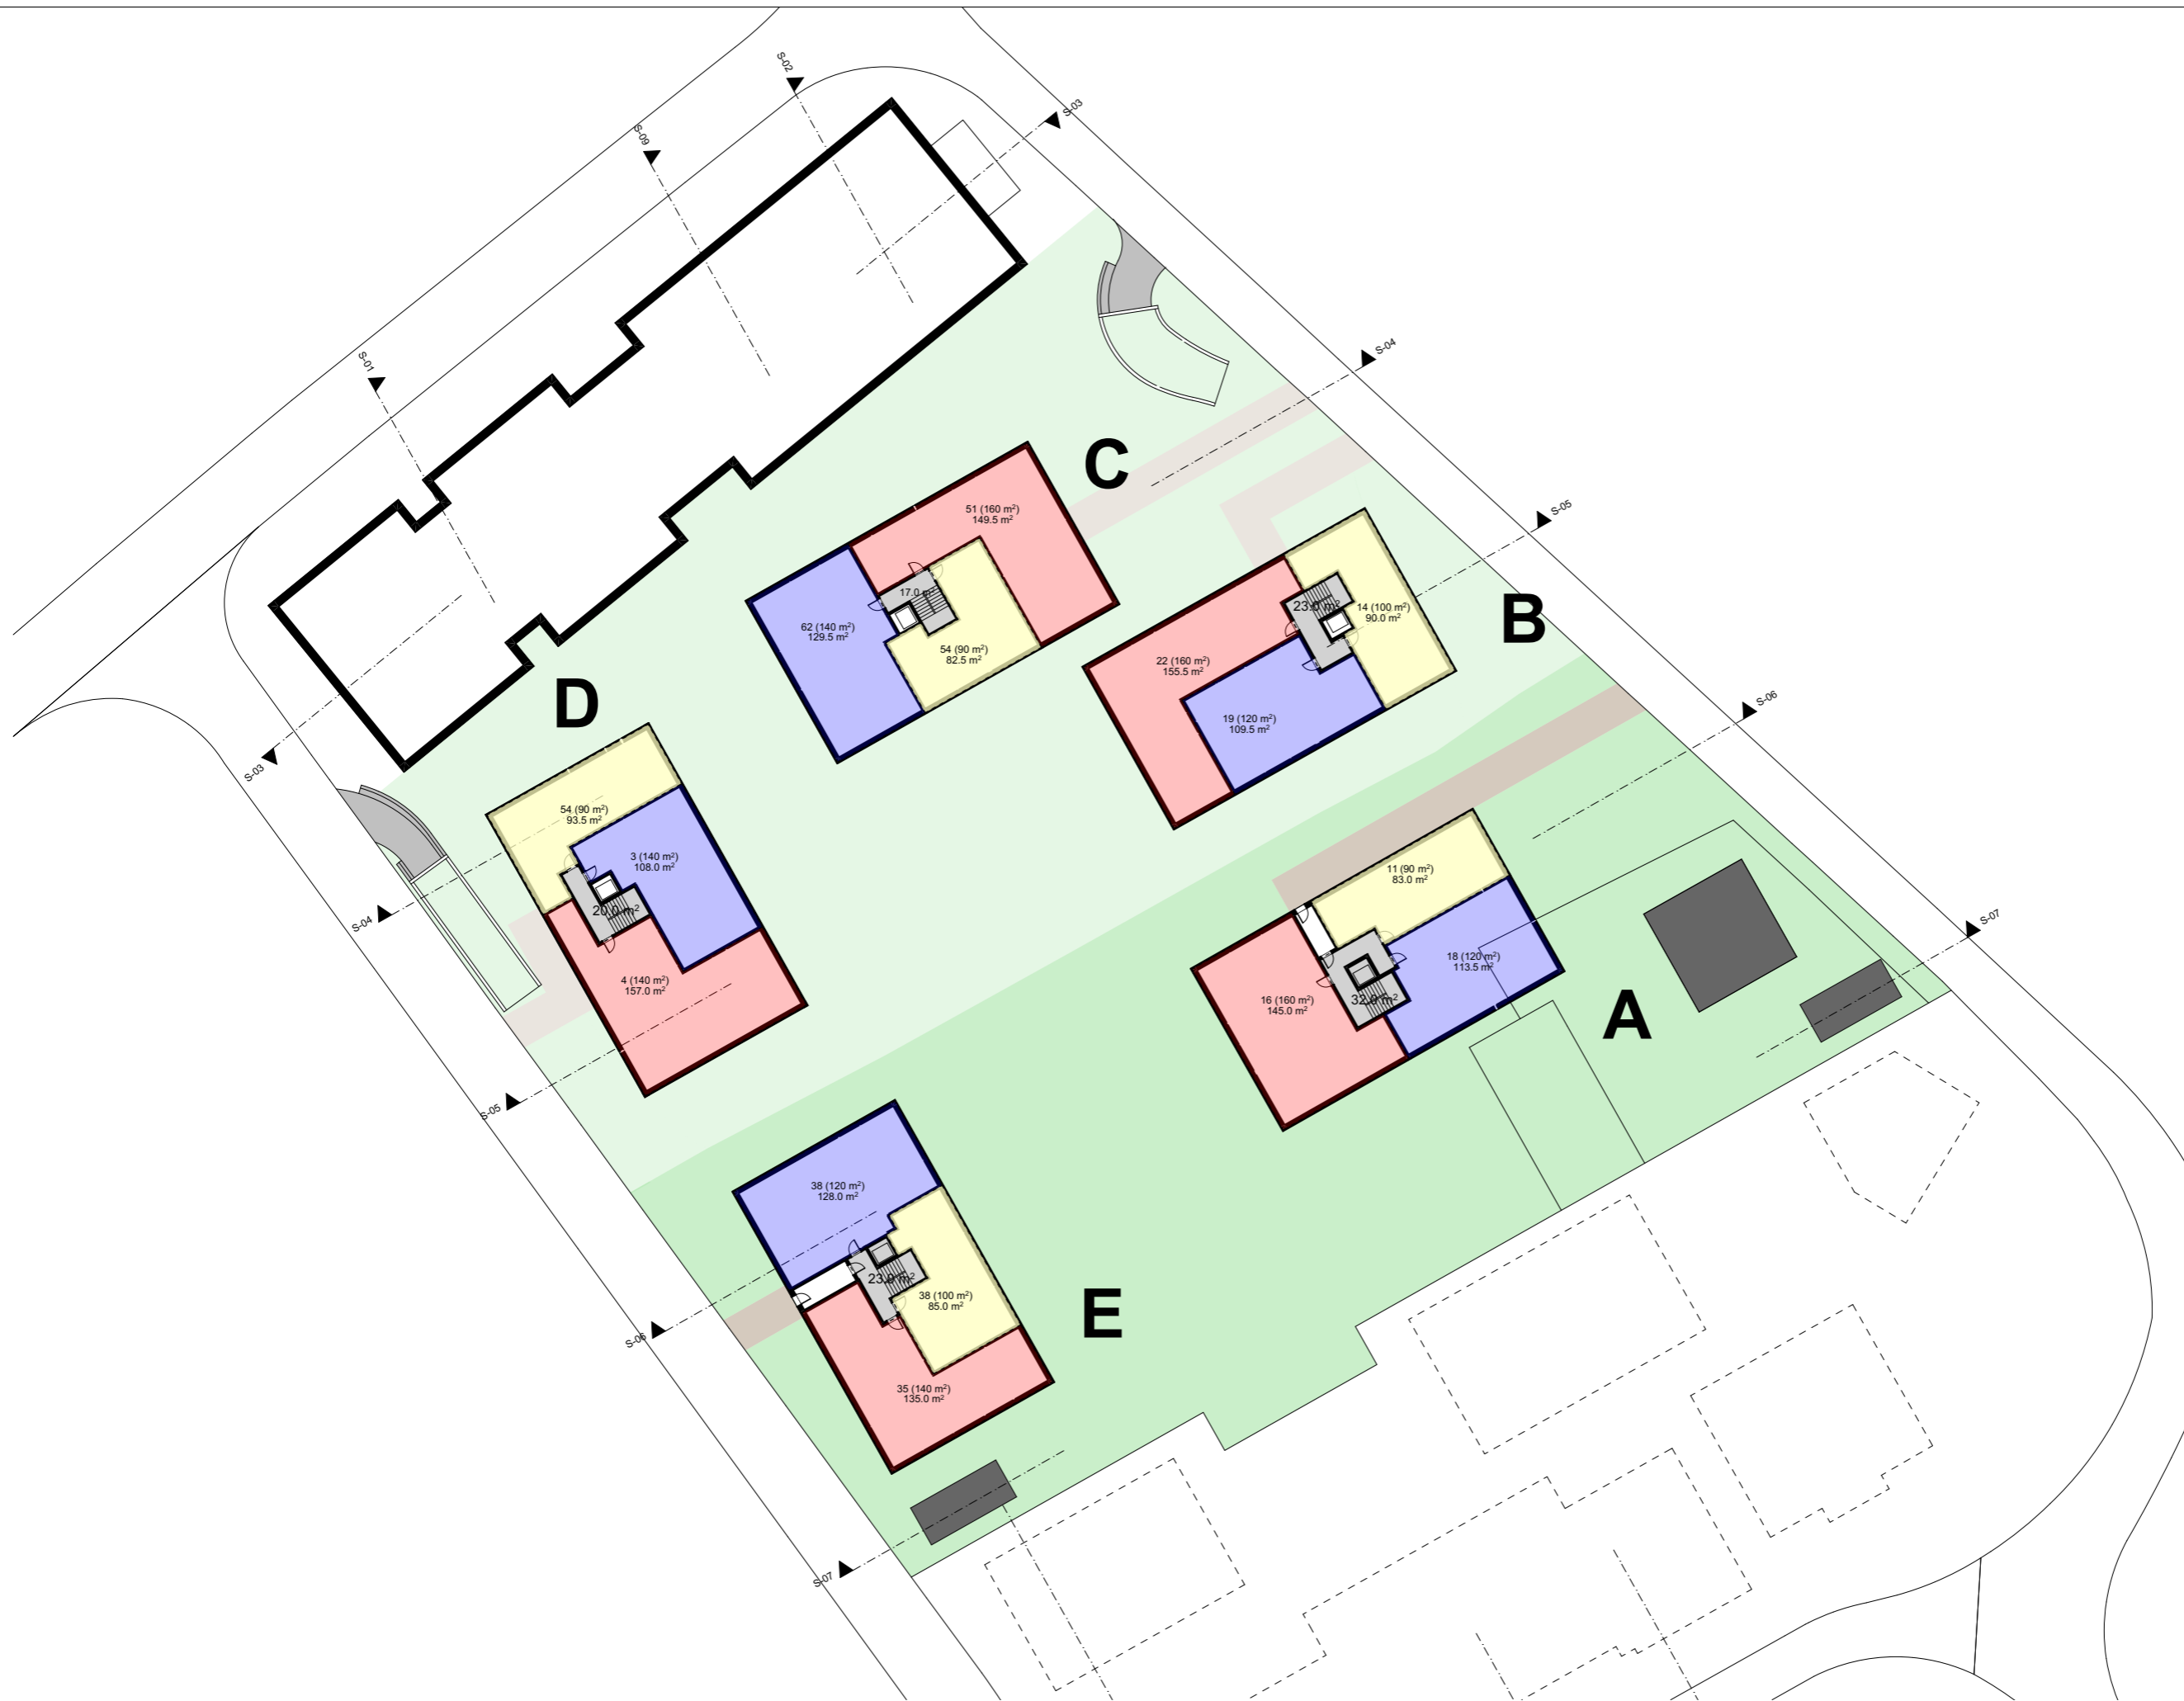 S-02
S-03
S-09
S-04
S-01
C
51 (160 m²)
149.5 m²
S-05
17.0 m²
23.0 m²
14 (100 m²)
90.0 m²
B
62 (140 m²)
129.5 m²
54 (90 m²)
82.5 m²
22 (160 m²)
155.5 m²
D
S-06
19 (120 m²)
109.5 m²
S-03
54 (90 m²)
93.5 m²
3 (140 m²)
108.0 m²
11 (90 m²)
83.0 m²
20.0 m²
S-04
S-07
18 (120 m²)
113.5 m²
4 (140 m²)
157.0 m²
16 (160 m²)
145.0 m²
32.0 m²
A
S-05
38 (120 m²)
128.0 m²
23.0 m²
38 (100 m²)
85.0 m²
E
S-06
35 (140 m²)
135.0 m²
S-07